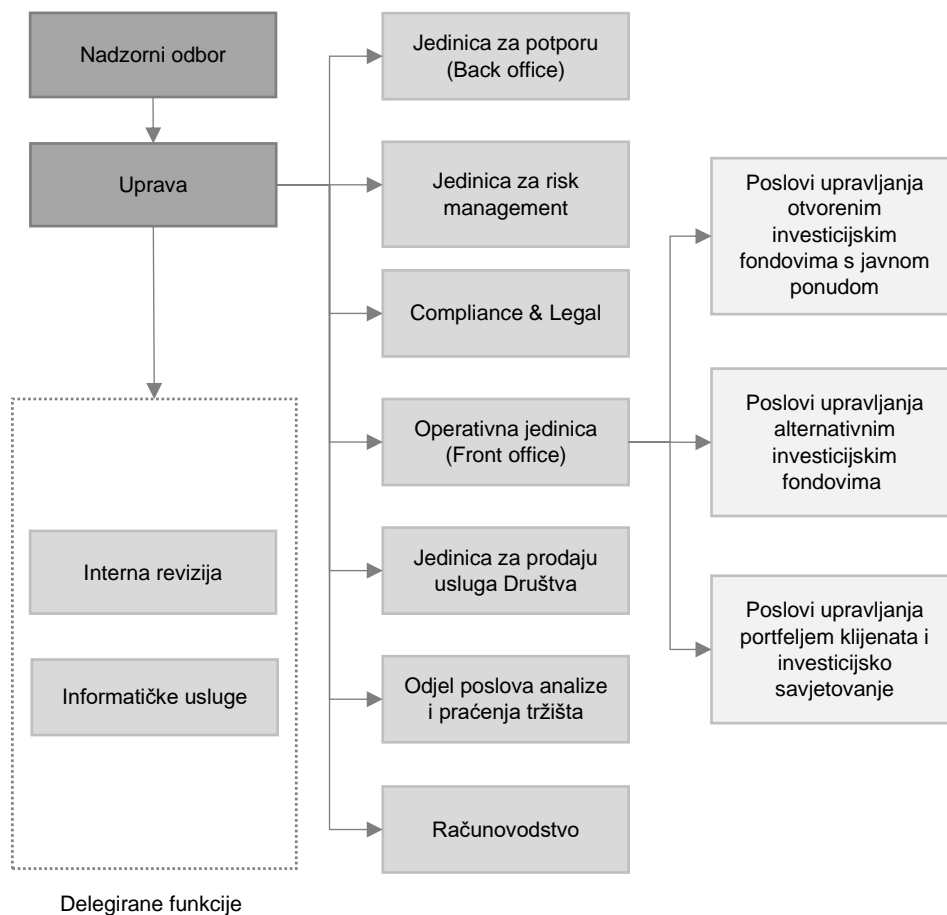 Nadzorni odbor
Uprava
Jedinica za potporu
(Back office)
Jedinica za risk
management
Compliance & Legal
Operativna jedinica
(Front office)
Jedinica za prodaju
usluga Društva
Odjel poslova analize
i praćenja tržišta
Računovodstvo
Poslovi upravljanja
otvorenim
investicijskim
fondovima s javnom
ponudom
Poslovi upravljanja
alternativnim
investicijskim
fondovima
Poslovi upravljanja
portfeljem klijenata i
investicijsko
savjetovanje
Interna revizija
Informatičke usluge
Delegirane funkcije